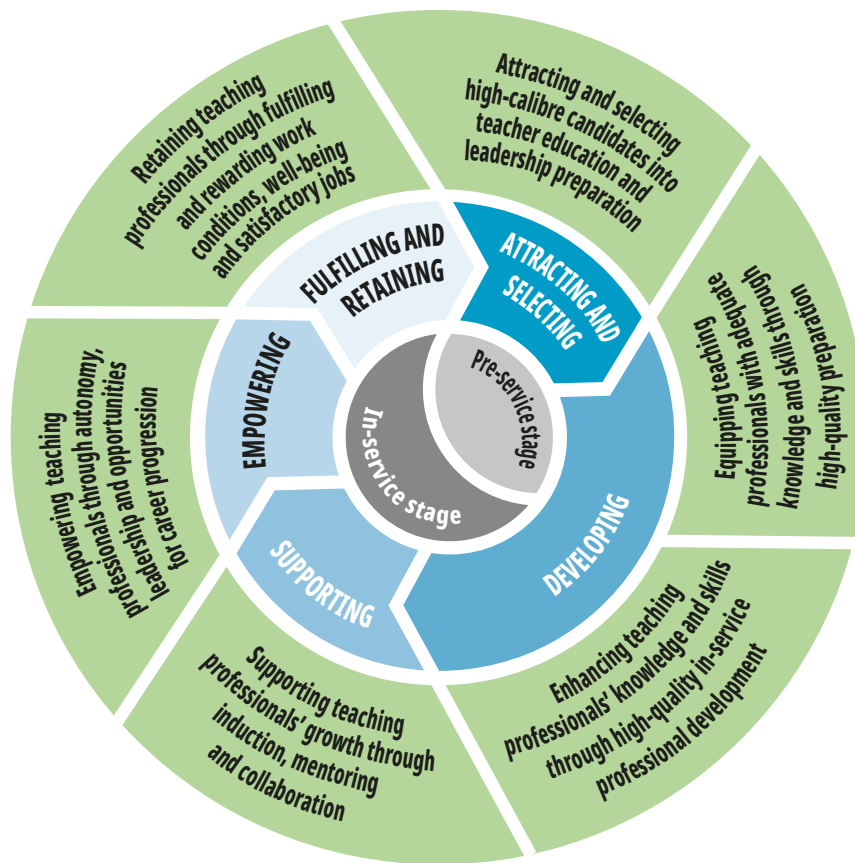 Attracting and selecting
high-calibre candidates into
teacher education and
leadership preparation
Equipping teaching
professionals with adequate
knowledge and skills through
high-quality preparation
Enhancing teaching
professionals' knowledge and skills
through high-quality in-service
professional development
Supporting teaching
professionals' growth through
induction, mentoring
and collaboration
Empowering teaching
professionals through autonomy,
leadership and opportunities
for career progression
Retaining teaching
professionals through fulfilling
and rewarding work
conditions, well-being
and satisfactory jobs
ATTRACTING AND
SELECTING
DEVELOPING
SUPPORTING
EMPOWERING
FULFILLING AND
RETAINING
Pre-service stage
In-service stage